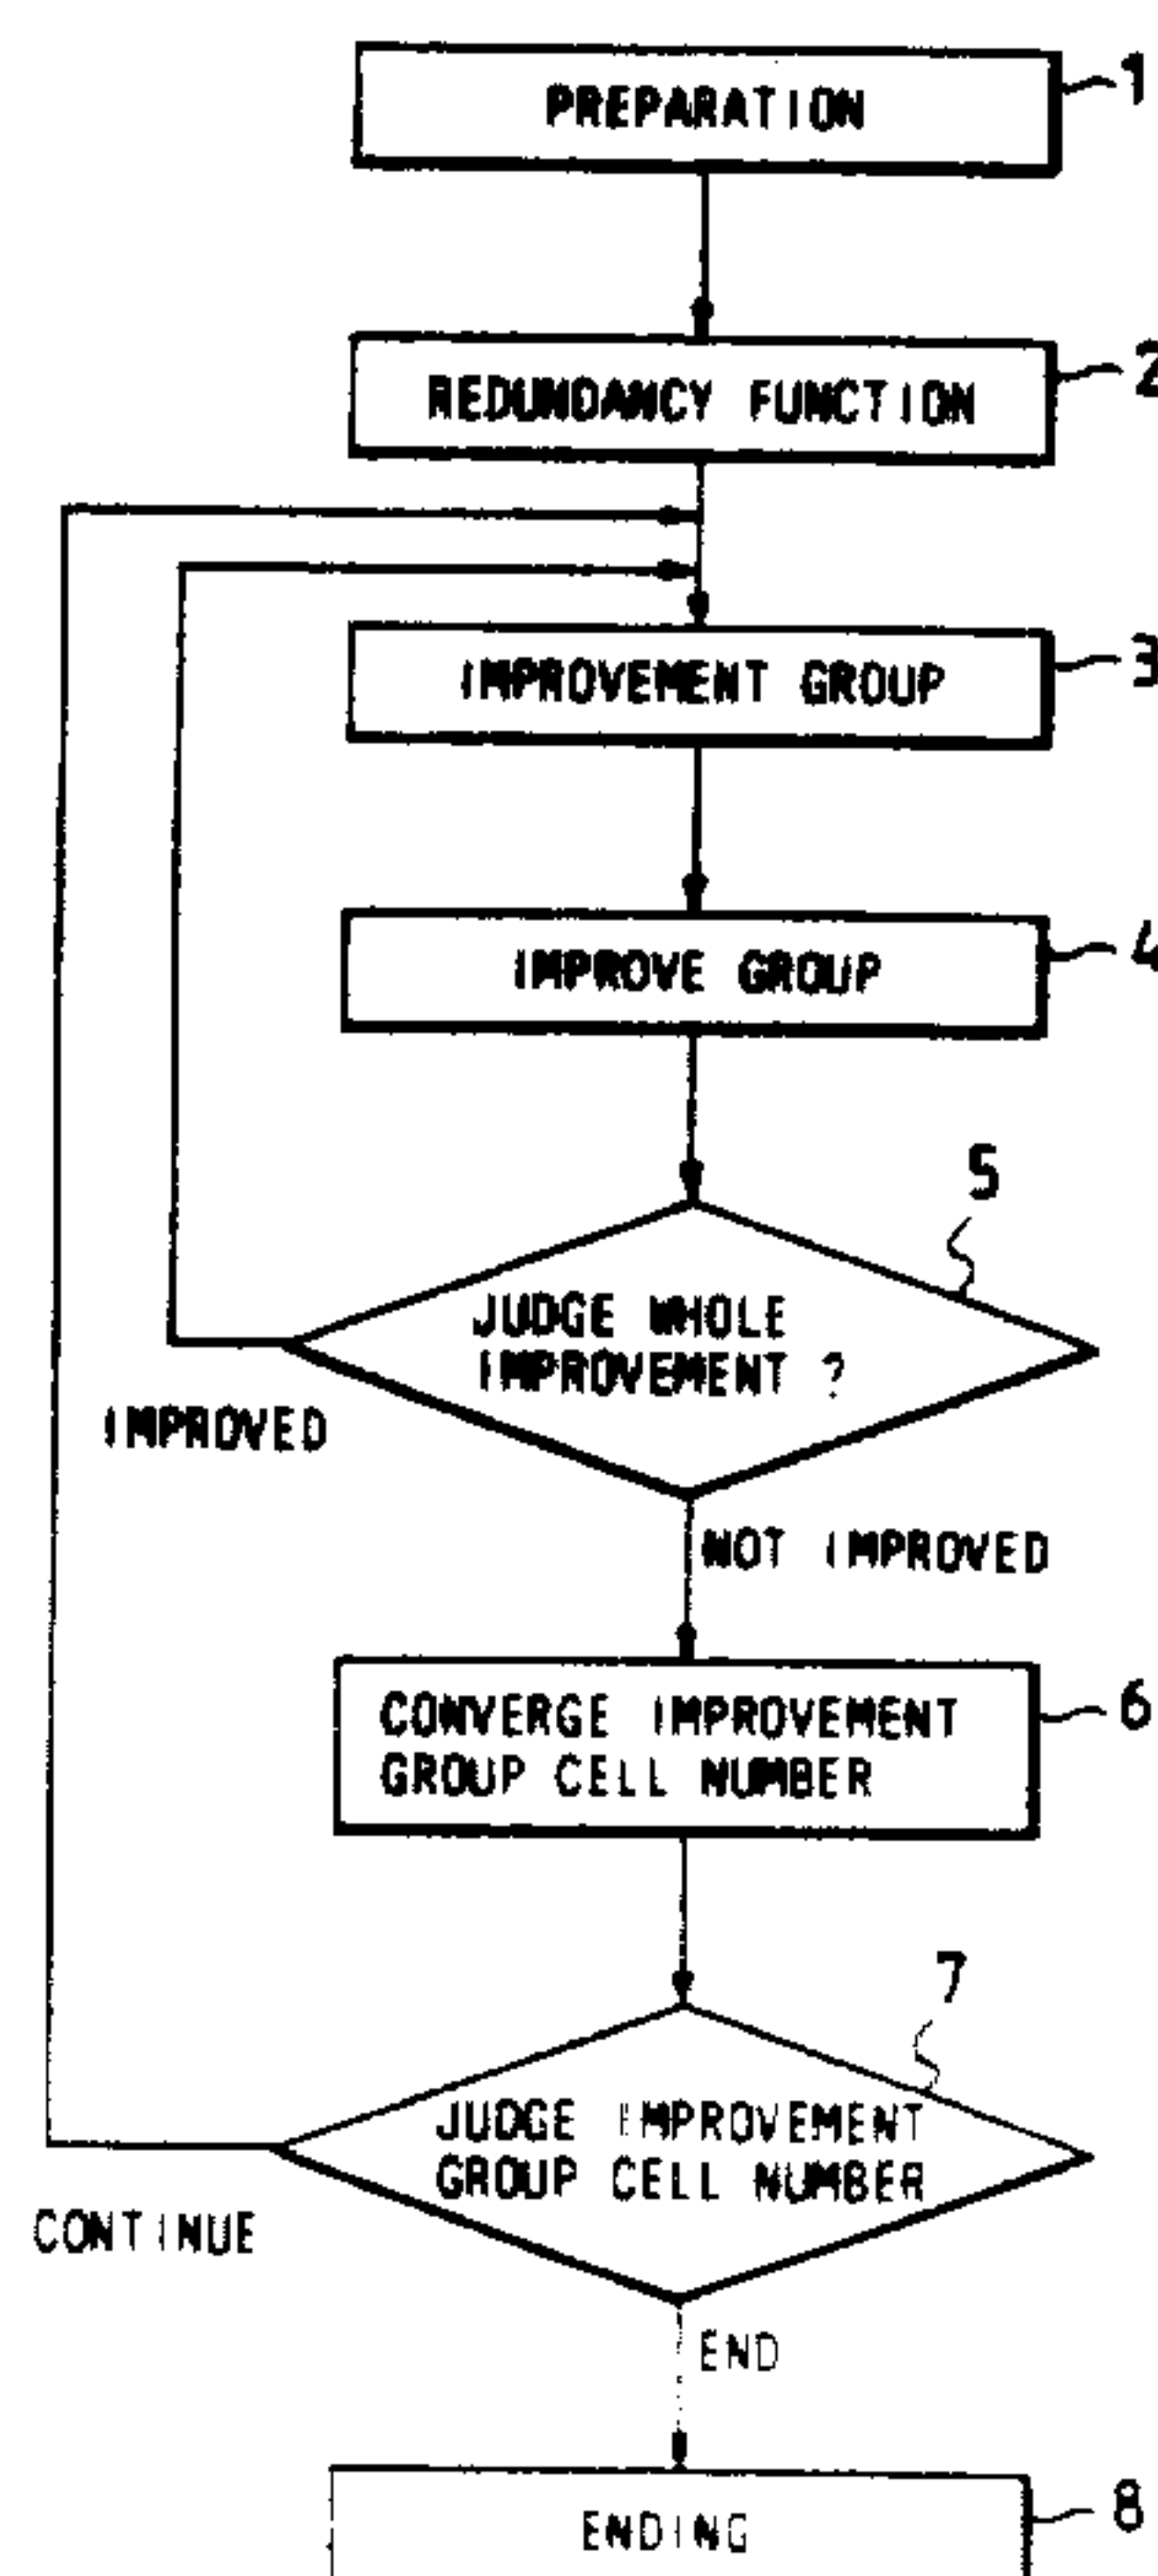 PREPARATION
1
REDUNDANCY FUNCTION
2
IMPROVEMENT GROUP
3
IMPROVE GROUP
4
5
JUDGE WHOLE
IMPROVEMENT ?
IMPROVED
NOT IMPROVED
CONVERGE IMPROVEMENT
GROUP CELL NUMBER
6
7
JUDGE IMPROVEMENT
GROUP CELL NUMBER
CONTINUE
END
ENDING
8